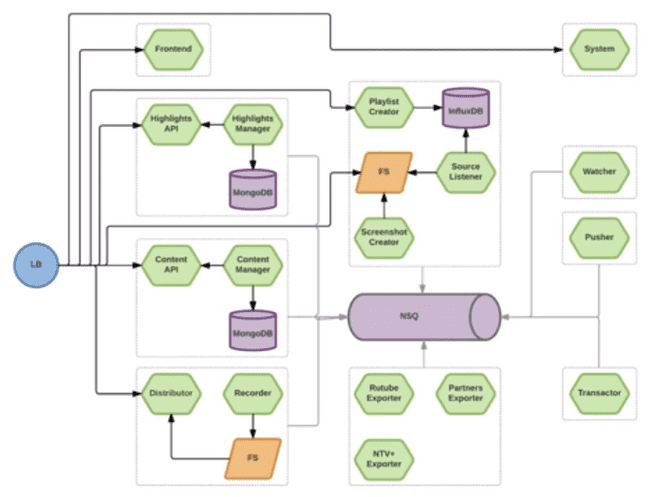 Frontend
System
Highlights
API
Highlights
Manager
MongoDB
Playlist
Creator
InfluxDB
FS
Source
Listener
Screenshot
Creator
Watcher
Pusher
LB
Content
API
Content
Manager
MongoDB
NSQ
Distributor
Recorder
FS
Rutube
Exporter
Partners
Exporter
NTV+
Exporter
Transactor